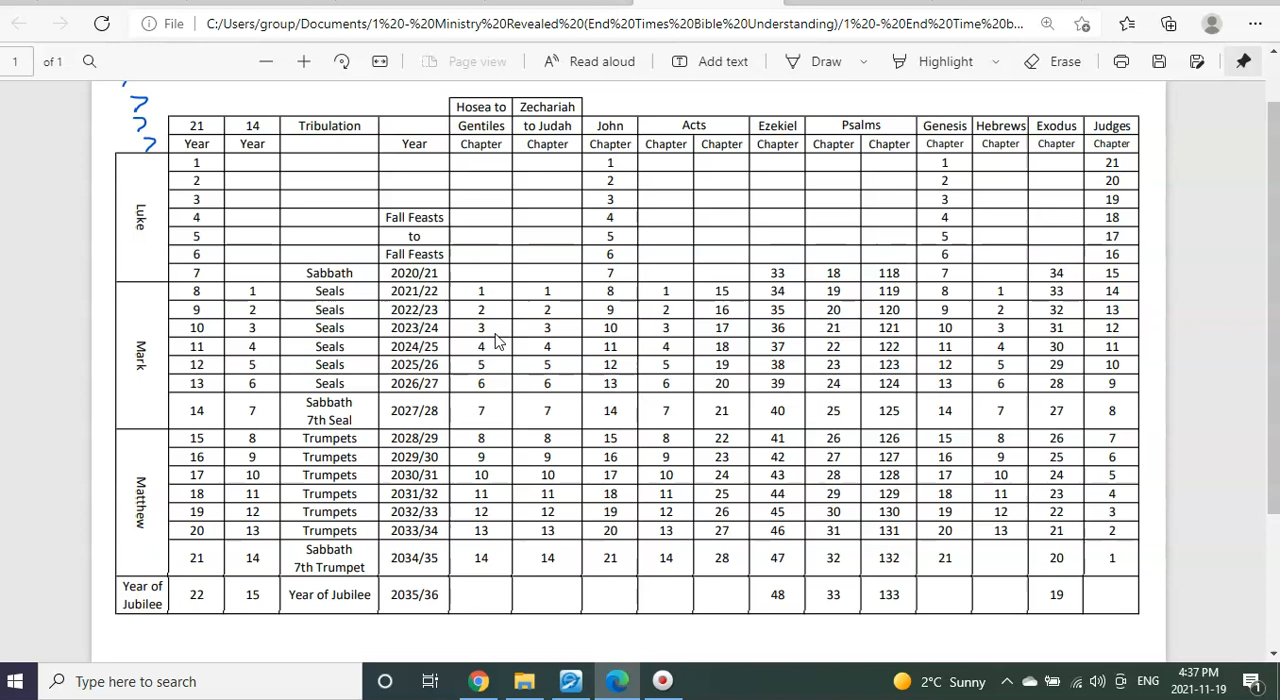 File C:/Users/group/Documents/1%20-%20Ministry%20Revealed%20(End%20Times%20Bible%20Understanding)/1%20-%20End%20Time%20b...
1 of 1 Page view Read aloud Add text Draw Highlight Erase
7
?
?
Hosea to Zechariah
21 14 Tribulation Gentiles to Judah John Acts Ezekiel Psalms Genesis Hebrews Exodus Judges
Year Year Year Chapter Chapter Chapter Chapter Chapter Chapter Chapter Chapter Chapter Chapter Chapter Chapter
Luke
1 1 1 21
2 2 2 20
3 3 3 19
4 Fall Feasts 4 4 18
5 to 5 5 17
6 Fall Feasts 6 6 16
7 Sabbath 2020/21 7 33 18 118 7 34 15
Mark
8 1 Seals 2021/22 1 1 8 1 15 34 19 119 8 1 33 14
9 2 Seals 2022/23 2 2 9 2 16 35 20 120 9 2 32 13
10 3 Seals 2023/24 3 3 10 3 17 36 21 121 10 3 31 12
11 4 Seals 2024/25 4 4 11 4 18 37 22 122 11 4 30 11
12 5 Seals 2025/26 5 5 12 5 19 38 23 123 12 5 29 10
13 6 Seals 2026/27 6 6 13 6 20 39 24 124 13 6 28 9
Sabbath
14 7 2027/28 7 7 14 7 21 40 25 125 14 7 27 8
7th Seal
Matthew
15 8 Trumpets 2028/29 8 8 15 8 22 41 26 126 15 8 26 7
16 9 Trumpets 2029/30 9 9 16 9 23 42 27 127 16 9 25 6
17 10 Trumpets 2030/31 10 10 17 10 24 43 28 128 17 10 24 5
18 11 Trumpets 2031/32 11 11 18 11 25 44 29 129 18 11 23 4
19 12 Trumpets 2032/33 12 12 19 12 26 45 30 130 19 12 22 3
20 13 Trumpets 2033/34 13 13 20 13 27 46 31 131 20 13 21 2
Sabbath
21 14 2034/35 14 14 21 14 28 47 32 132 21 20 1
7th Trumpet
Year of
Jubilee
22 15 Year of Jubilee 2035/36 48 33 133 19
Type here to search 2°C Sunny ENG 4:37 PM
2021-11-19 1